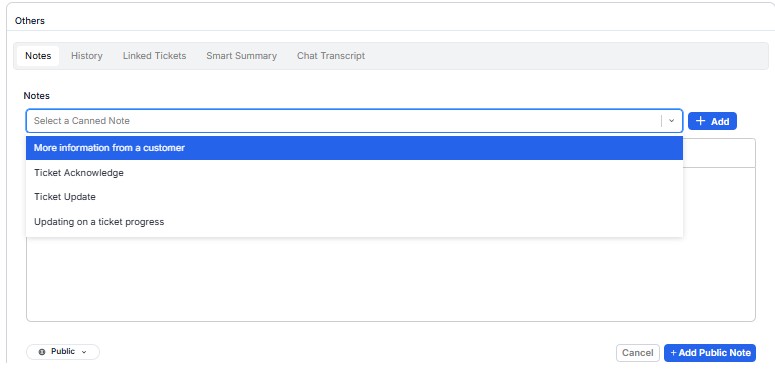 Others
Notes History Linked Tickets Smart Summary Chat Transcript
Notes
Select a Canned Note + Add
More information from a customer
Ticket Acknowledge
Ticket Update
Updating on a ticket progress
Public Cancel + Add Public Note